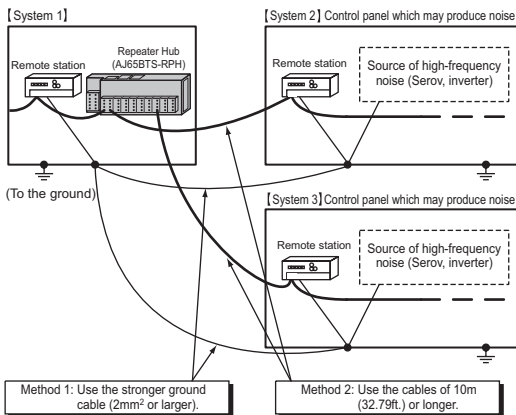 【System 1】
Repeater Hub
(AJ65BTS-RPH)
Remote station
(To the ground)
【System 2】Control panel which may produce noise
Remote station
Source of high-frequency
noise (Serov, inverter)
【System 3】Control panel which may produce noise
Remote station
Source of high-frequency
noise (Serov, inverter)
Method 1: Use the stronger ground
cable (2mm² or larger).
Method 2: Use the cables of 10m
(32.79ft.) or longer.